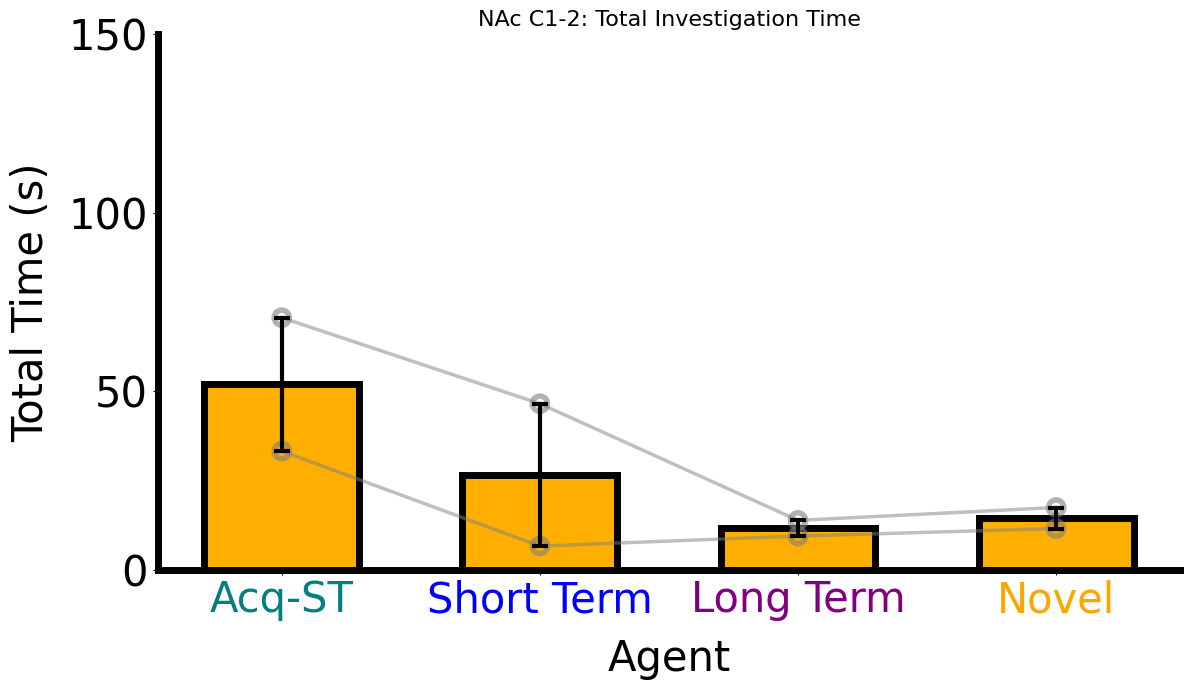 NAc C1-2: Total Investigation Time
150
100
50
0
Total Time (s)
Acq-ST
Short Term
Long Term
Novel
Agent